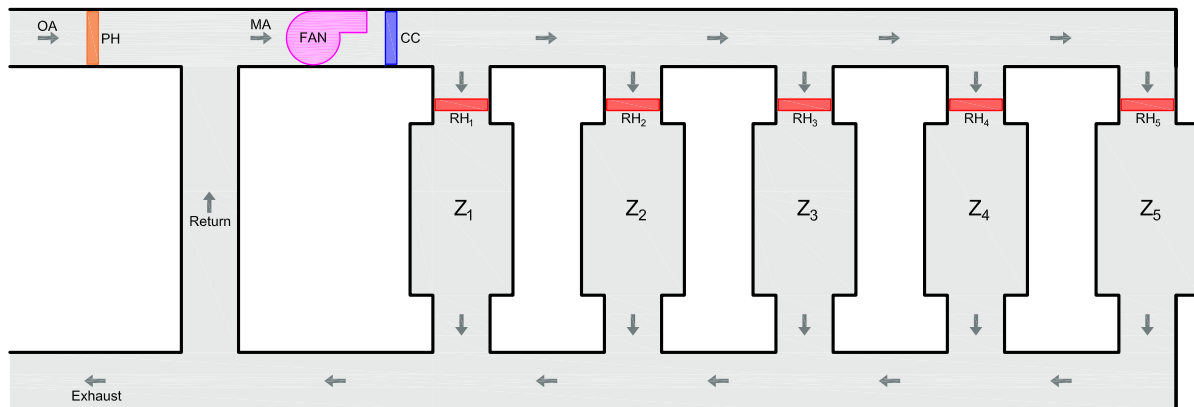 OA
PH
MA
FAN
CC
RH₁
RH₂
RH₃
RH₄
RH₅
Z₁
Z₂
Z₃
Z₄
Z₅
Return
Exhaust